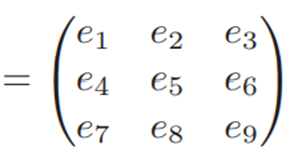 e₁ e₂ e₃
= e₄ e₅ e₆
e₇ e₈ e₉